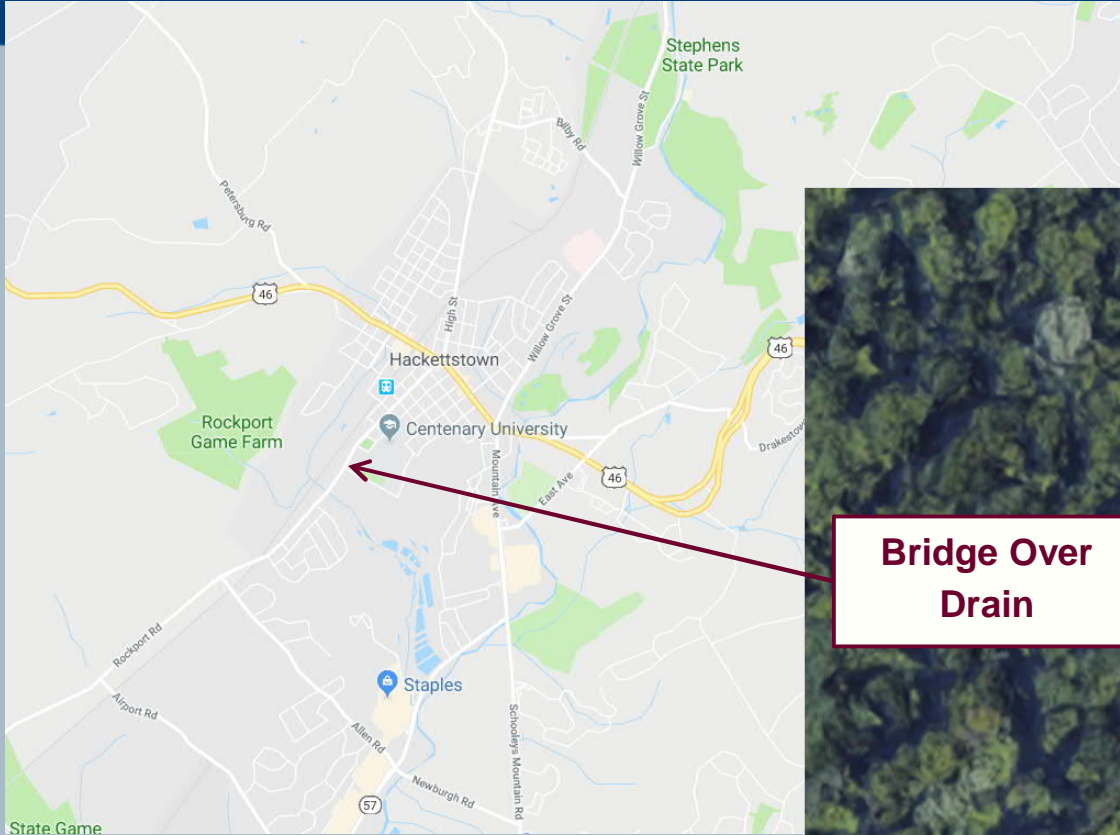 Stephens
State Park
Bilby Rd
Willow Grove St
Petersburg Rd
46
High St
Willow Grove St
46
Hackettstown
Rockport
Game Farm
Centenary University
Drakestow
Mountain Ave
East Ave
46
Bridge Over
Drain
Rockport Rd
Staples
Airport Rd
Allen Rd
Schooleys Mountain Rd
Newburgh Rd
57
State Game